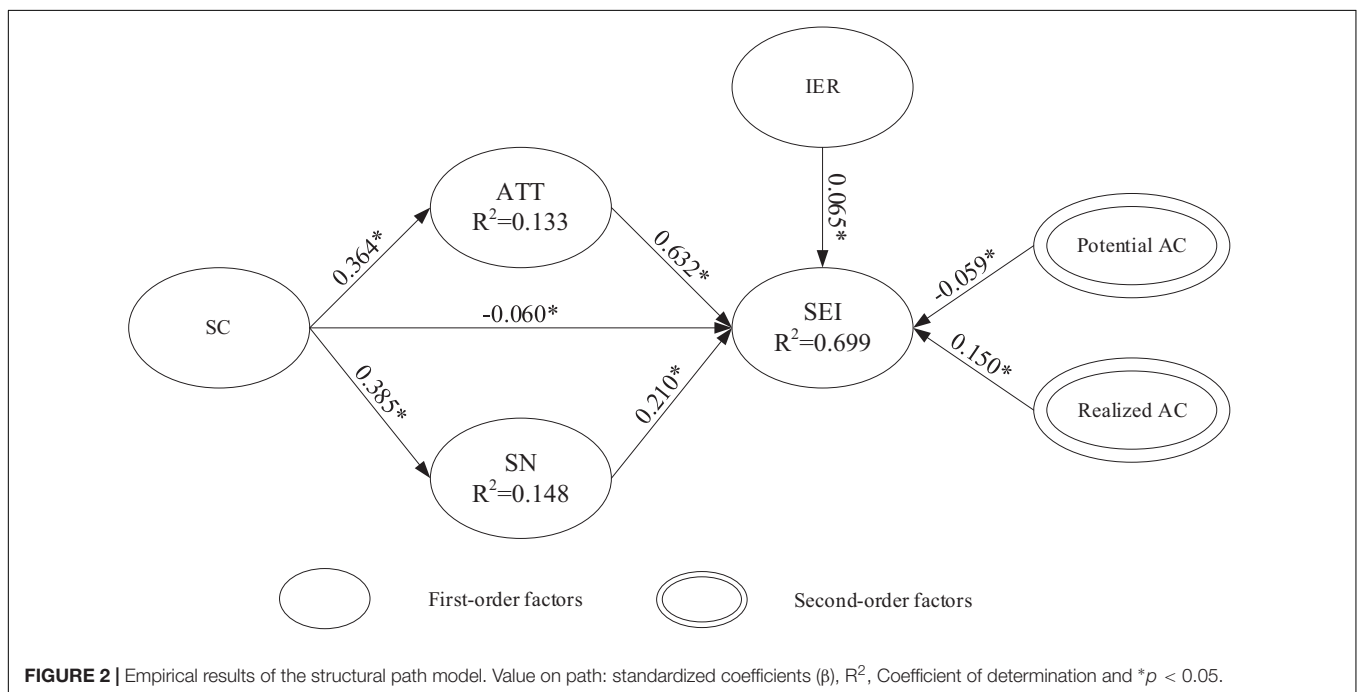 IER
0.065*
ATT
R²=0.133
0.364*
0.632*
Potential AC
-0.059*
SC
-0.060*
SEI
R²=0.699
0.385*
0.210*
0.150*
Realized AC
SN
R²=0.148
First-order factors
Second-order factors
FIGURE 2 | Empirical results of the structural path model. Value on path: standardized coefficients (β), R², Coefficient of determination and *p < 0.05.